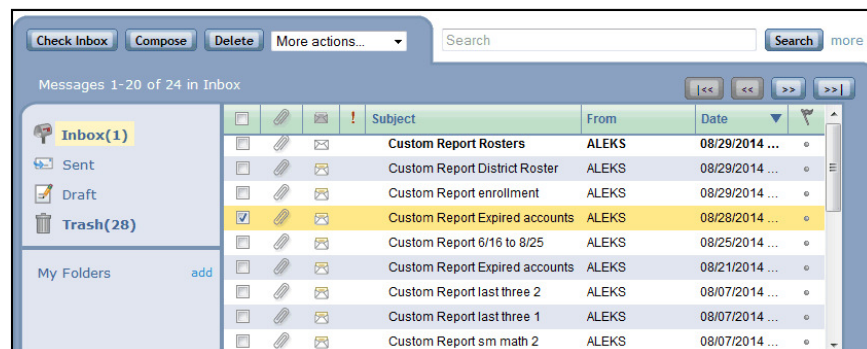 Check Inbox Compose Delete More actions... Search Search more
Messages 1-20 of 24 in Inbox |<< << >> >>|
! Subject From Date
Inbox(1)
Sent
Draft
Trash(28)
My Folders add
Custom Report Rosters ALEKS 08/29/2014 ...
Custom Report District Roster ALEKS 08/29/2014 ...
Custom Report enrollment ALEKS 08/29/2014 ...
Custom Report Expired accounts ALEKS 08/28/2014 ...
Custom Report 6/16 to 8/25 ALEKS 08/25/2014 ...
Custom Report Expired accounts ALEKS 08/21/2014 ...
Custom Report last three 2 ALEKS 08/07/2014 ...
Custom Report last three 1 ALEKS 08/07/2014 ...
Custom Report sm math 2 ALEKS 08/07/2014 ...